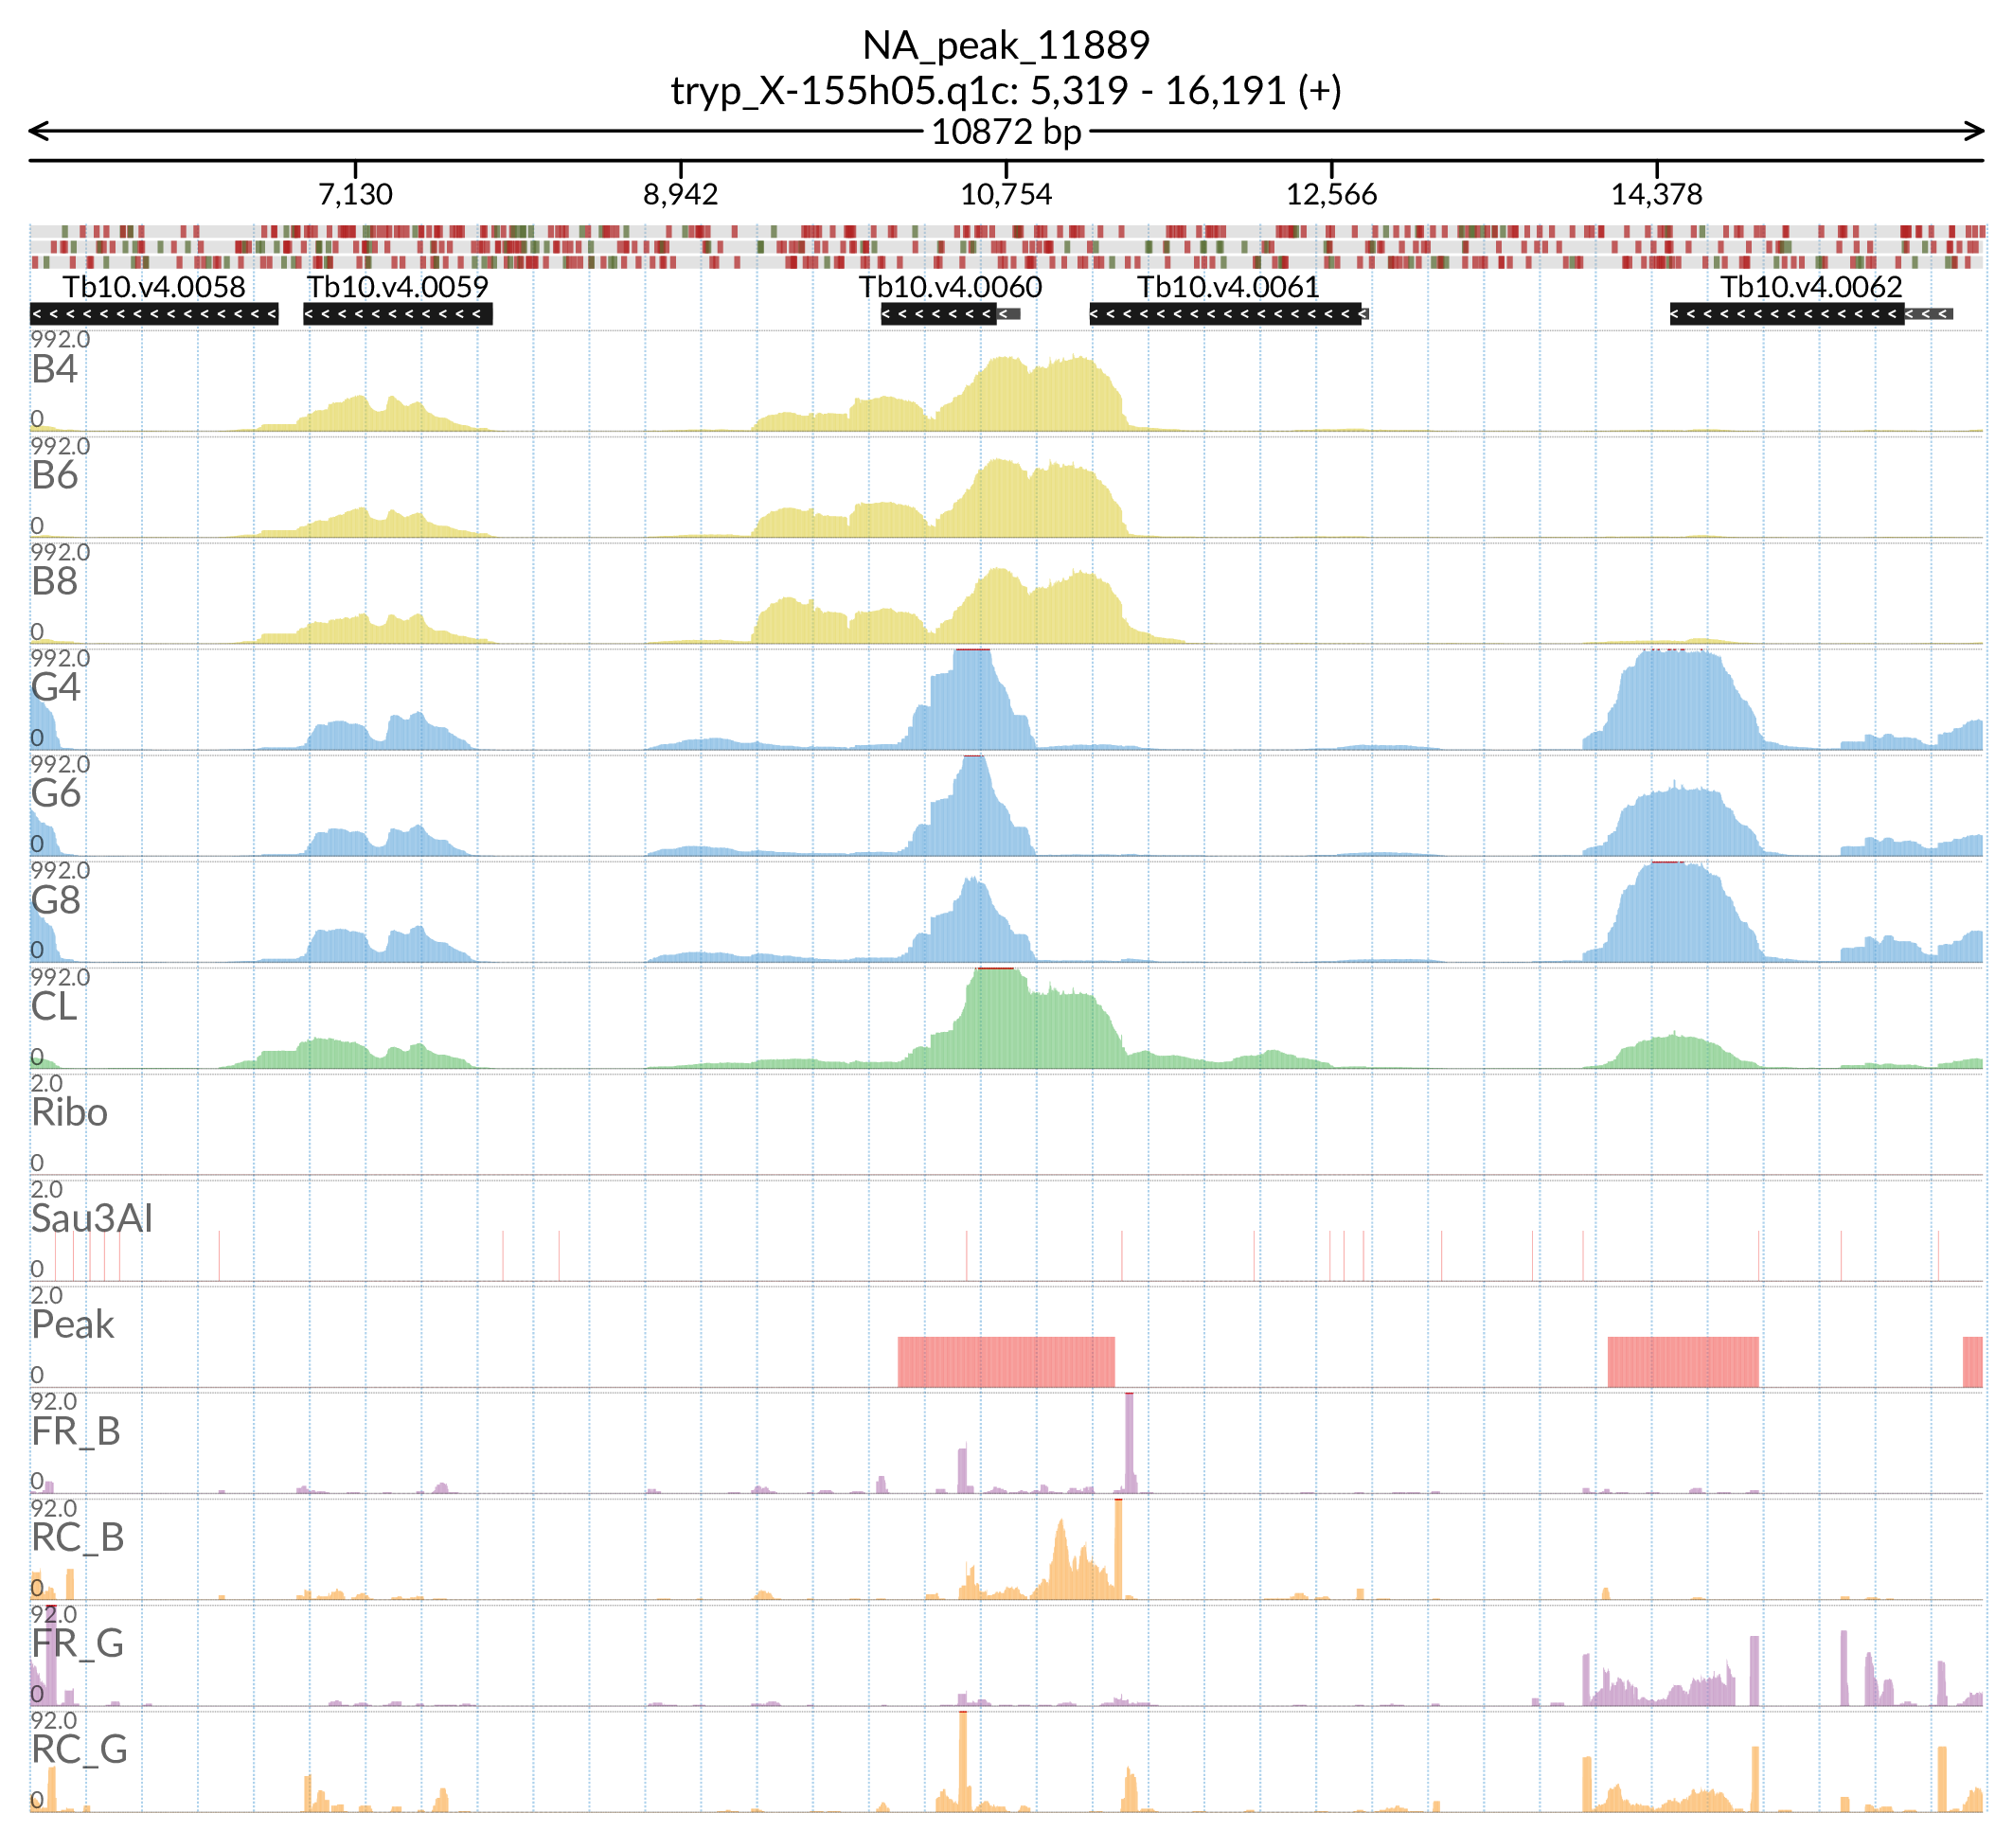 NA_peak_11889
tryp_X-155h05.q1c: 5,319 - 16,191 (+)
10872 bp
7,130 8,942 10,754 12,566 14,378
Tb10.v4.0058 Tb10.v4.0059 Tb10.v4.0060 Tb10.v4.0061 Tb10.v4.0062
992.0
B4
0
992.0
B6
0
992.0
B8
0
992.0
G4
0
992.0
G6
0
992.0
G8
0
992.0
CL
0
2.0
Ribo
0
2.0
Sau3AI
0
2.0
Peak
0
92.0
FR_B
0
92.0
RC_B
0
92.0
FR_G
0
92.0
RC_G
0